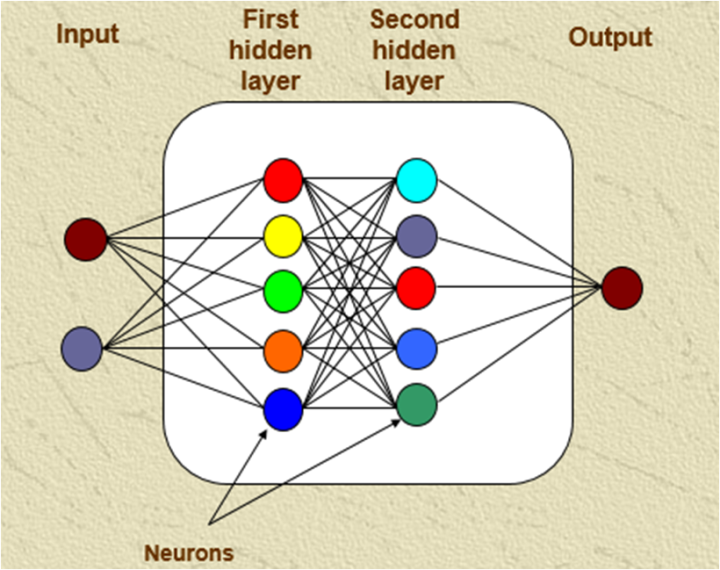 Input
First
hidden
layer
Second
hidden
layer
Output
Neurons